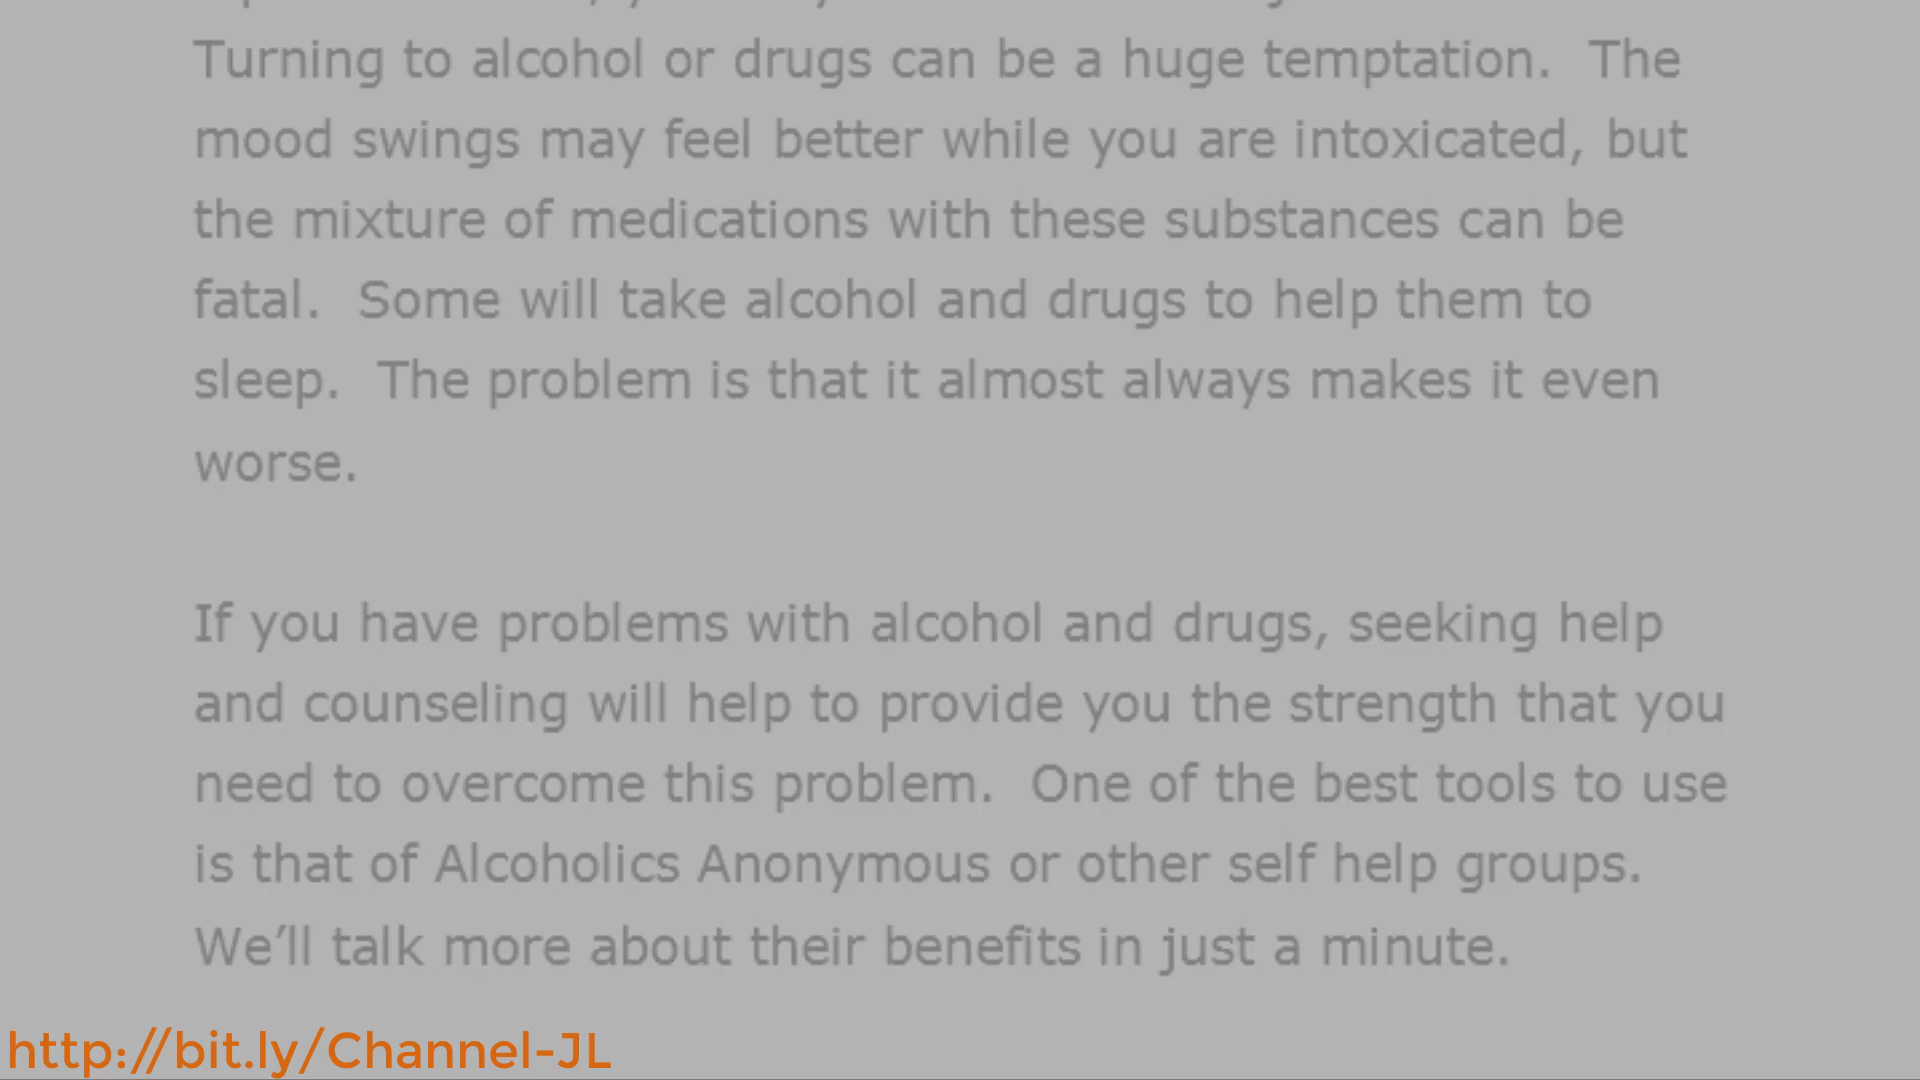 Turning to alcohol or drugs can be a huge temptation. The
mood swings may feel better while you are intoxicated, but
the mixture of medications with these substances can be
fatal. Some will take alcohol and drugs to help them to
sleep. The problem is that it almost always makes it even
worse.
If you have problems with alcohol and drugs, seeking help
and counseling will help to provide you the strength that you
need to overcome this problem. One of the best tools to use
is that of Alcoholics Anonymous or other self help groups.
We’ll talk more about their benefits in just a minute.
http://bit.ly/Channel-JL